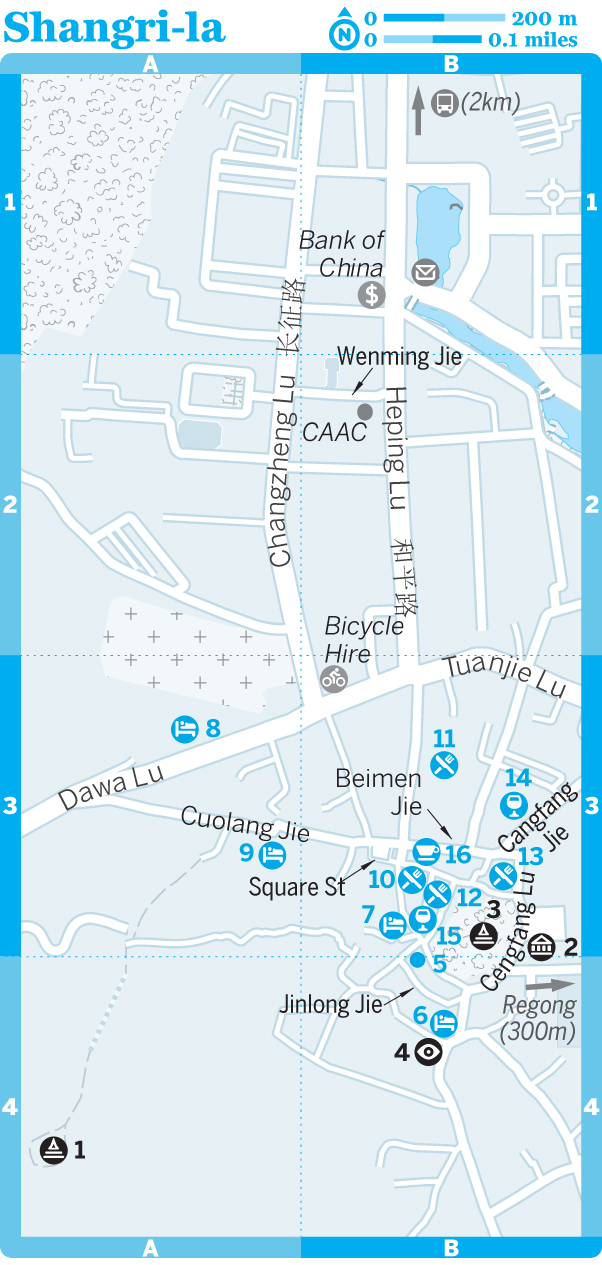 Shangri-la
0 200 m
N
0 0.1 miles
A B
(2km)
1 1
Bank of
China
$
长征路
Wenming Jie
CAAC
Changzheng Lu
Heping Lu
2 2
和平路
Bicycle
Hire
Tuanjie Lu
8
11
Dawa Lu
Beimen
Jie
14
3 3
Cuolang Jie
Cangfang
Jie
9
16
13
Square St
10
12
Cengfang Lu
3
7
15
2
5
Jinlong Jie
Regong
(300m)
6
4
4 4
1
A B